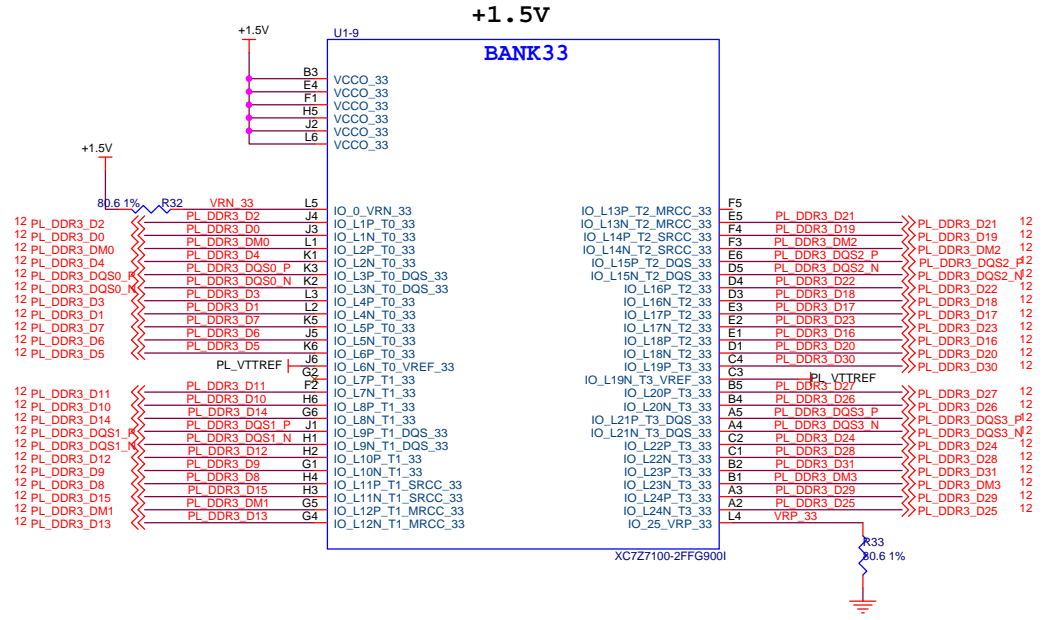 +1.5V
+1.5V
U1-9
BANK33
B3 VCCO_33
E4 VCCO_33
F1 VCCO_33
H5 VCCO_33
J2 VCCO_33
L6 VCCO_33
+1.5V
80.6 1% R32 VRN_33 L5 IO_0_VRN_33 IO_L13P_T2_MRCC_33 F5
12 PL_DDR3_D2 PL_DDR3_D2 J4 IO_L1P_T0_33 IO_L13N_T2_MRCC_33 E5 PL_DDR3_D21 PL_DDR3_D21 12
12 PL_DDR3_D0 PL_DDR3_D0 J3 IO_L1N_T0_33 IO_L14P_T2_SRCC_33 F4 PL_DDR3_D19 PL_DDR3_D19 12
12 PL_DDR3_DM0 PL_DDR3_DM0 L1 IO_L2P_T0_33 IO_L14N_T2_SRCC_33 F3 PL_DDR3_DM2 PL_DDR3_DM2 12
12 PL_DDR3_D4 PL_DDR3_D4 K1 IO_L2N_T0_33 IO_L15P_T2_DQS_33 E6 PL_DDR3_DQS2_P PL_DDR3_DQS2_P 12
12 PL_DDR3_DQS0_P PL_DDR3_DQS0_P K3 IO_L3P_T0_DQS_33 IO_L15N_T2_DQS_33 D5 PL_DDR3_DQS2_N PL_DDR3_DQS2_N 12
12 PL_DDR3_DQS0_N PL_DDR3_DQS0_N K2 IO_L3N_T0_DQS_33 IO_L16P_T2_33 D4 PL_DDR3_D22 PL_DDR3_D22 12
12 PL_DDR3_D3 PL_DDR3_D3 L3 IO_L4P_T0_33 IO_L16N_T2_33 D3 PL_DDR3_D18 PL_DDR3_D18 12
12 PL_DDR3_D1 PL_DDR3_D1 L2 IO_L4N_T0_33 IO_L17P_T2_33 E3 PL_DDR3_D17 PL_DDR3_D17 12
12 PL_DDR3_D7 PL_DDR3_D7 K5 IO_L5P_T0_33 IO_L17N_T2_33 E2 PL_DDR3_D23 PL_DDR3_D23 12
12 PL_DDR3_D6 PL_DDR3_D6 J5 IO_L5N_T0_33 IO_L18P_T2_33 E1 PL_DDR3_D16 PL_DDR3_D16 12
12 PL_DDR3_D5 PL_DDR3_D5 K6 IO_L6P_T0_33 IO_L18N_T2_33 D1 PL_DDR3_D20 PL_DDR3_D20 12
PL_VTTREF J6 IO_L6N_T0_VREF_33 IO_L19P_T3_33 C4 PL_DDR3_D30 PL_DDR3_D30 12
G2 IO_L7P_T1_33 IO_L19N_T3_VREF_33 C3 PL_VTTREF
12 PL_DDR3_D11 PL_DDR3_D11 F2 IO_L7N_T1_33 IO_L20P_T3_33 B5 PL_DDR3_D27 PL_DDR3_D27 12
12 PL_DDR3_D10 PL_DDR3_D10 H6 IO_L8P_T1_33 IO_L20N_T3_33 B4 PL_DDR3_D26 PL_DDR3_D26 12
12 PL_DDR3_D14 PL_DDR3_D14 G6 IO_L8N_T1_33 IO_L21P_T3_DQS_33 A5 PL_DDR3_DQS3_P PL_DDR3_DQS3_P 12
12 PL_DDR3_DQS1_P PL_DDR3_DQS1_P J1 IO_L9P_T1_DQS_33 IO_L21N_T3_DQS_33 A4 PL_DDR3_DQS3_N PL_DDR3_DQS3_N 12
12 PL_DDR3_DQS1_N PL_DDR3_DQS1_N H1 IO_L9N_T1_DQS_33 IO_L22P_T3_33 C2 PL_DDR3_D24 PL_DDR3_D24 12
12 PL_DDR3_D12 PL_DDR3_D12 H2 IO_L10P_T1_33 IO_L22N_T3_33 C1 PL_DDR3_D28 PL_DDR3_D28 12
12 PL_DDR3_D9 PL_DDR3_D9 G1 IO_L10N_T1_33 IO_L23P_T3_33 B2 PL_DDR3_D31 PL_DDR3_D31 12
12 PL_DDR3_D8 PL_DDR3_D8 H4 IO_L11P_T1_SRCC_33 IO_L23N_T3_33 B1 PL_DDR3_DM3 PL_DDR3_DM3 12
12 PL_DDR3_D15 PL_DDR3_D15 H3 IO_L11N_T1_SRCC_33 IO_L24P_T3_33 A3 PL_DDR3_D29 PL_DDR3_D29 12
12 PL_DDR3_DM1 PL_DDR3_DM1 G5 IO_L12P_T1_MRCC_33 IO_L24N_T3_33 A2 PL_DDR3_D25 PL_DDR3_D25 12
12 PL_DDR3_D13 PL_DDR3_D13 G4 IO_L12N_T1_MRCC_33 IO_25_VRP_33 L4 VRP_33
R33
80.6 1%
XC7Z7100-2FFG900I